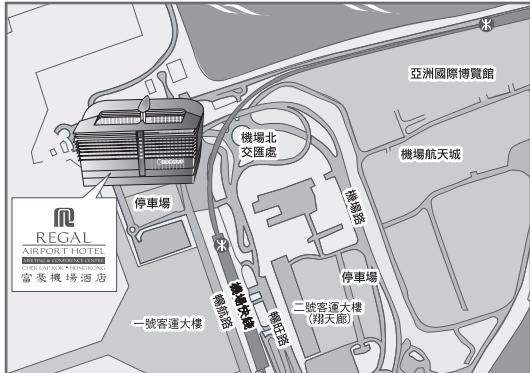 亞洲國際博覽館
機場北
交匯處
機場航天城
停車場
機場路
REGAL
AIRPORT HOTEL
MEETING & CONFERENCE CENTRE
CHEK LAP KOK • HONG KONG
富豪機場酒店
停車場
機場快綫
暢航路
一號客運大樓
二號客運大樓
(翔天廊)
暢旺路